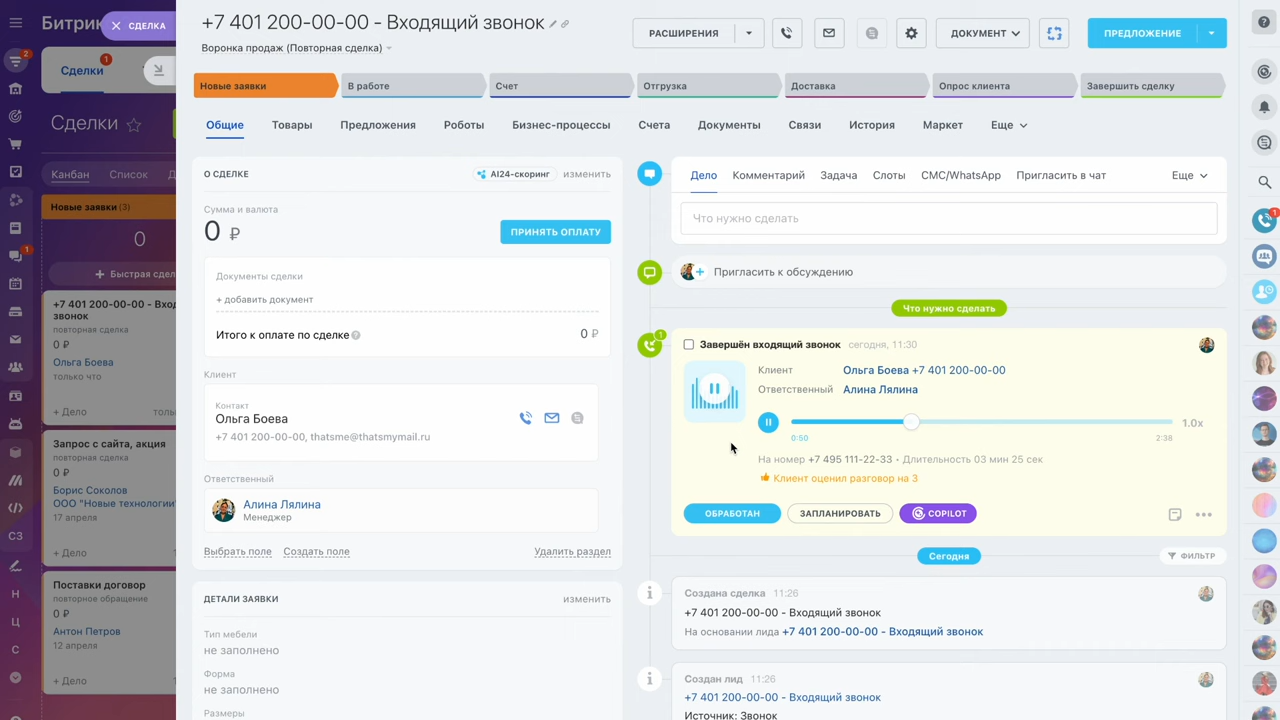 Битрик
СДЕЛКА
+7 401 200-00-00 - Входящий звонок
Воронка продаж (Повторная сделка)
РАСШИРЕНИЯ
ДОКУМЕНТ
ПРЕДЛОЖЕНИЕ
2
Сделки
1
Новые заявки
В работе
Счет
Отгрузка
Доставка
Опрос клиента
Завершить сделку
Сделки
Общие
Товары
Предложения
Роботы
Бизнес-процессы
Счета
Документы
Связи
История
Маркет
Еще
Канбан
Список
Новые заявки (3)
0
+ Быстрая сдел
+7 401 200-00-00 - Вход
звонок
повторная сделка
0 ₽
Ольга Боева
только что
+ Дело
Запрос с сайта, акция
повторная сделка
0 ₽
Борис Соколов
ООО "Новые технологии"
17 апреля
+ Дело
Поставки договор
повторное обращение
0 ₽
Антон Петров
12 апреля
+ Дело
1
СЗ
Н
Ц
С
О СДЕЛКЕ
AI24-скоринг
изменить
Сумма и валюта
0 ₽
ПРИНЯТЬ ОПЛАТУ
Документы сделки
+ добавить документ
Итого к оплате по сделке
0 ₽
Клиент
Контакт
Ольга Боева
+7 401 200-00-00, thatsme@thatsmymail.ru
Ответственный
Алина Лялина
Менеджер
Выбрать поле
Создать поле
Удалить раздел
ДЕТАЛИ ЗАЯВКИ
изменить
Тип мебели
не заполнено
Форма
не заполнено
Размеры
Дело
Комментарий
Задача
Слоты
СМС/WhatsApp
Пригласить в чат
Еще
Что нужно сделать
Пригласить к обсуждению
Что нужно сделать
1
Завершён входящий звонок
сегодня, 11:30
Клиент
Ольга Боева +7 401 200-00-00
Ответственный
Алина Лялина
1.0x
0:50
2:38
На номер +7 495 111-22-33 • Длительность 03 мин 25 сек
Клиент оценил разговор на 3
ОБРАБОТАН
ЗАПЛАНИРОВАТЬ
COPILOT
Сегодня
ФИЛЬТР
Создана сделка 11:26
+7 401 200-00-00 - Входящий звонок
На основании лида +7 401 200-00-00 - Входящий звонок
Создан лид 11:26
+7 401 200-00-00 - Входящий звонок
Источник: Звонок
1